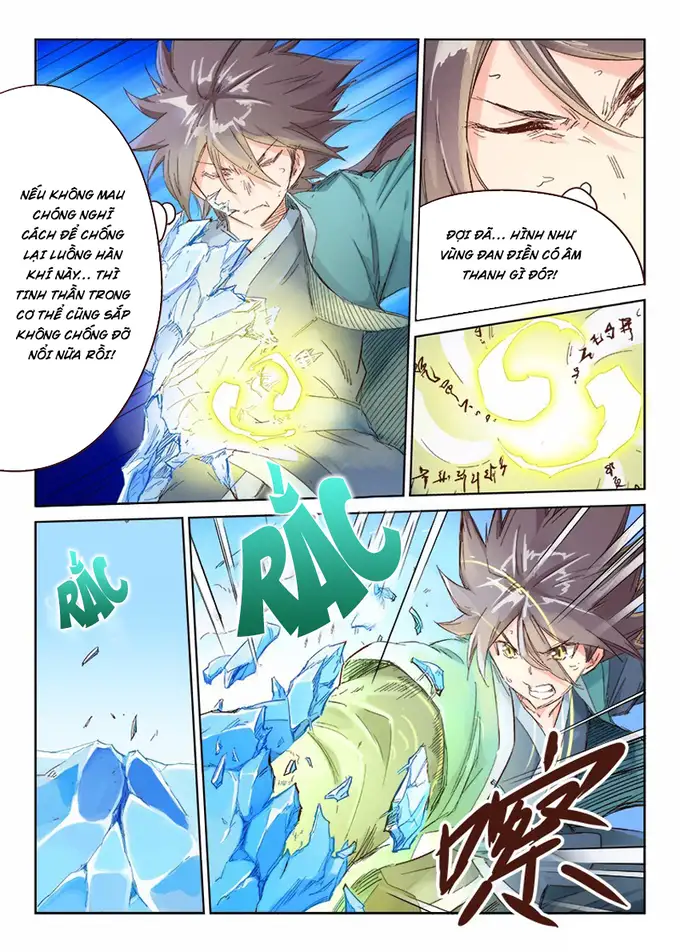 NẾU KHÔNG MAU
CHÓNG NGHĨ
CÁCH ĐỂ CHỐNG
LẠI LUỒNG HÀN
KHÍ NÀY... THÌ
TINH THẦN TRONG
CƠ THỂ CŨNG SẮP
KHÔNG CHỐNG ĐỠ
NỔI NỮA RỒI!
ĐỢI ĐÃ... HÌNH NHƯ
VÙNG ĐAN ĐIỀN CÓ ÂM
THANH GÌ ĐÓ?!
RẮC
RẮC
嚓